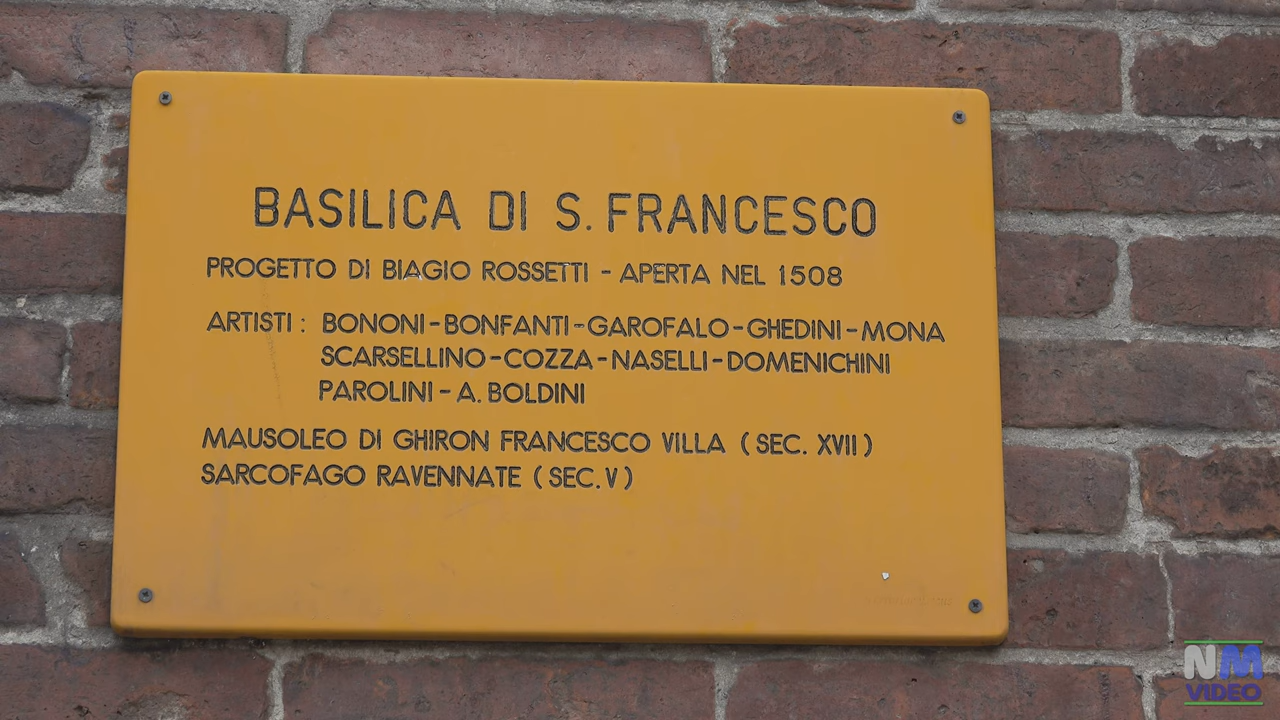 BASILICA DI S. FRANCESCO
PROGETTO DI BIAGIO ROSSETTI - APERTA NEL 1508
ARTISTI : BONONI - BONFANTI - GAROFALO - GHEDINI - MONA
SCARSELLINO - COZZA - NASELLI - DOMENICHINI
PAROLINI - A. BOLDINI
MAUSOLEO DI GHIRON FRANCESCO VILLA ( SEC. XVII )
SARCOFAGO RAVENNATE ( SEC. V )
NM
VIDEO